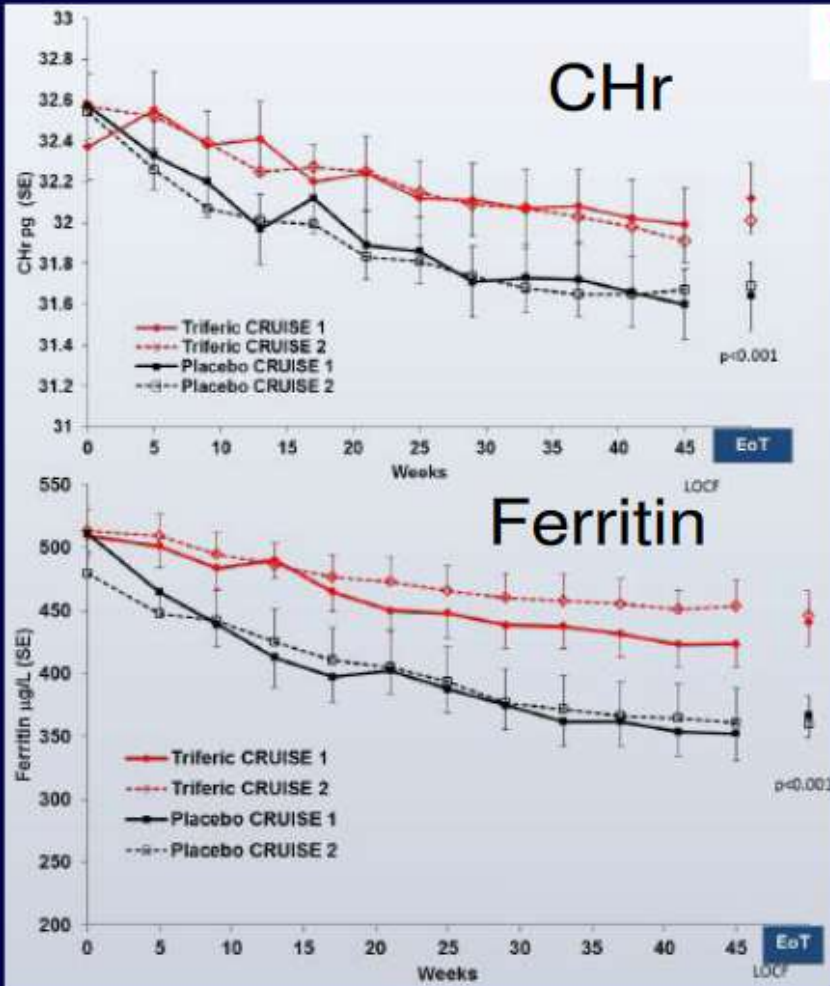 CHr
33
32.8
32.6
32.4
32.2
32
31.8
31.6
31.4
31.2
31
CHr pg (SE)
Triferic CRUISE 1
Triferic CRUISE 2
Placebo CRUISE 1
Placebo CRUISE 2
p<0.001
0 5 10 15 20 25 30 35 40 45
EoT
Weeks
LOCF
Ferritin
550
500
450
400
350
300
250
200
Ferritin µg/L (SE)
Triferic CRUISE 1
Triferic CRUISE 2
Placebo CRUISE 1
Placebo CRUISE 2
p<0.001
0 5 10 15 20 25 30 35 40 45
EoT
Weeks
LOCF